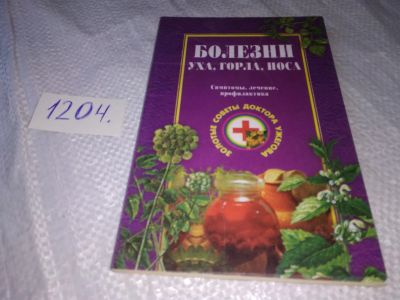 1204.
БОЛЕЗНИ
УХА, ГОРЛА, НОСА
Симптомы, лечение,
профилактика
ЗОЛОТЫЕ СОВЕТЫ ДОКТОРА УЖЕГОВА